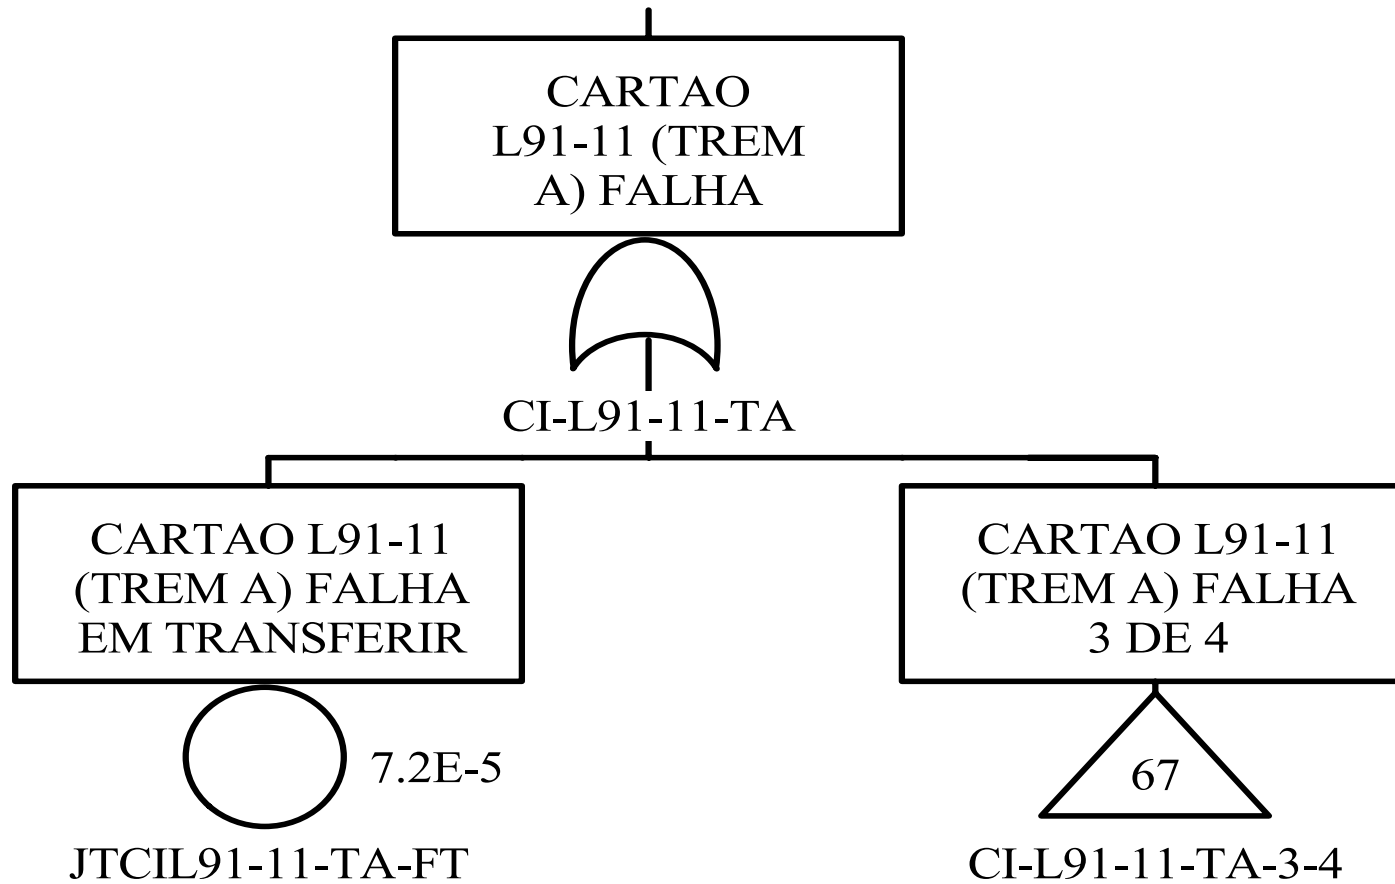 CARTAO
L91-11 (TREM
A) FALHA
CI-L91-11-TA
CARTAO L91-11
(TREM A) FALHA
EM TRANSFERIR
7.2E-5
JTCIL91-11-TA-FT
CARTAO L91-11
(TREM A) FALHA
3 DE 4
67
CI-L91-11-TA-3-4